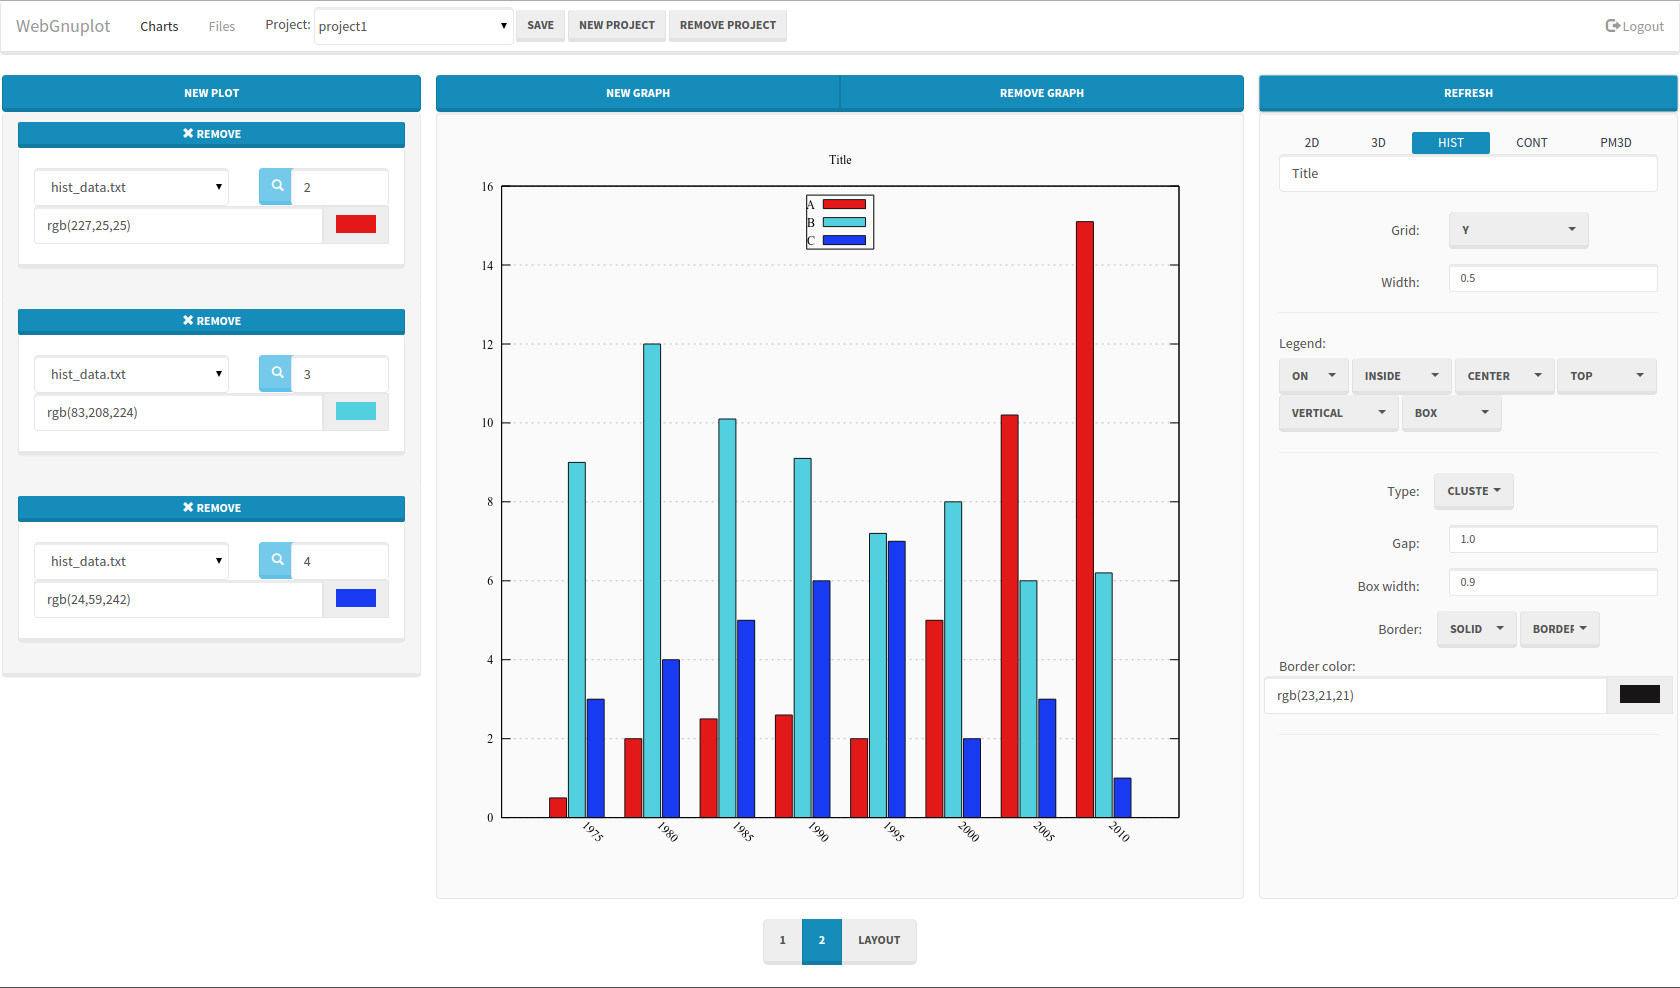 WebGnuplot Charts Files Project: project1 SAVE NEW PROJECT REMOVE PROJECT Logout
NEW PLOT
REMOVE
hist_data.txt 2
rgb(227,25,25)
REMOVE
hist_data.txt 3
rgb(83,208,224)
REMOVE
hist_data.txt 4
rgb(24,59,242)
NEW GRAPH REMOVE GRAPH
Title
16
14
12
10
8
6
4
2
0
A
B
C
1975 1980 1985 1990 1995 2000 2005 2010
REFRESH
2D 3D HIST CONT PM3D
Title
Grid: Y
Width: 0.5
Legend:
ON INSIDE CENTER TOP
VERTICAL BOX
Type: CLUSTE
Gap: 1.0
Box width: 0.9
Border: SOLID BORDER
Border color:
rgb(23,21,21)
1 2 LAYOUT